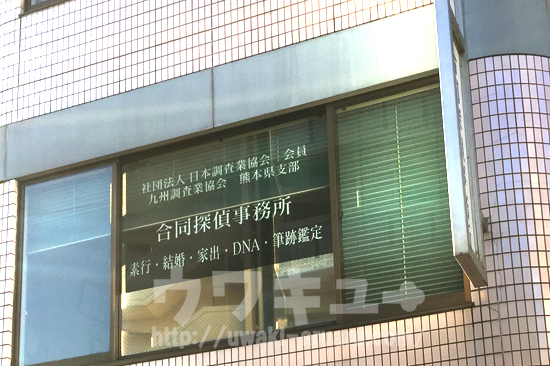 社団法人 日本調査業協会 会員
九州調査業協会 熊本県支部
合同探偵事務所
素行・結婚・家出・DNA・筆跡鑑定
ウワキュー